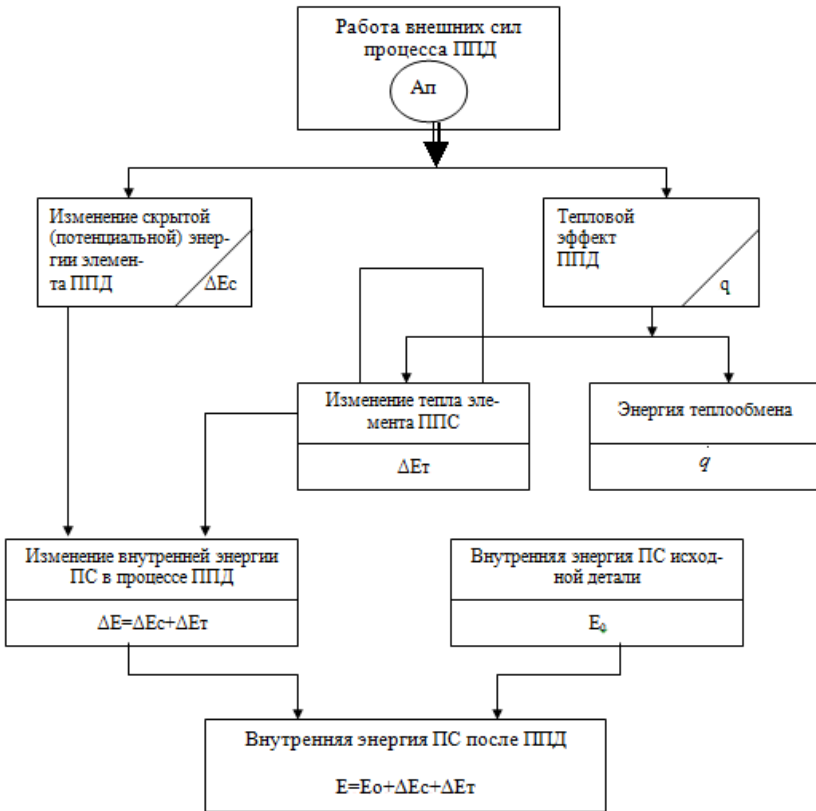 Работа внешних сил
процесса ППД
Ап
Изменение скрытой
(потенциальной) энер-
гии элемен-
та ППД
ΔЕс
Тепловой
эффект
ППД
q
Изменение тепла эле-
мента ППС
ΔЕт
Энергия теплообмена
q̇
Изменение внутренней энергии
ПС в процессе ППД
ΔЕ=ΔЕс+ΔЕт
Внутренняя энергия ПС исход-
ной детали
Е₀
Внутренняя энергия ПС после ППД
Е=Ео+ΔЕс+ΔЕт